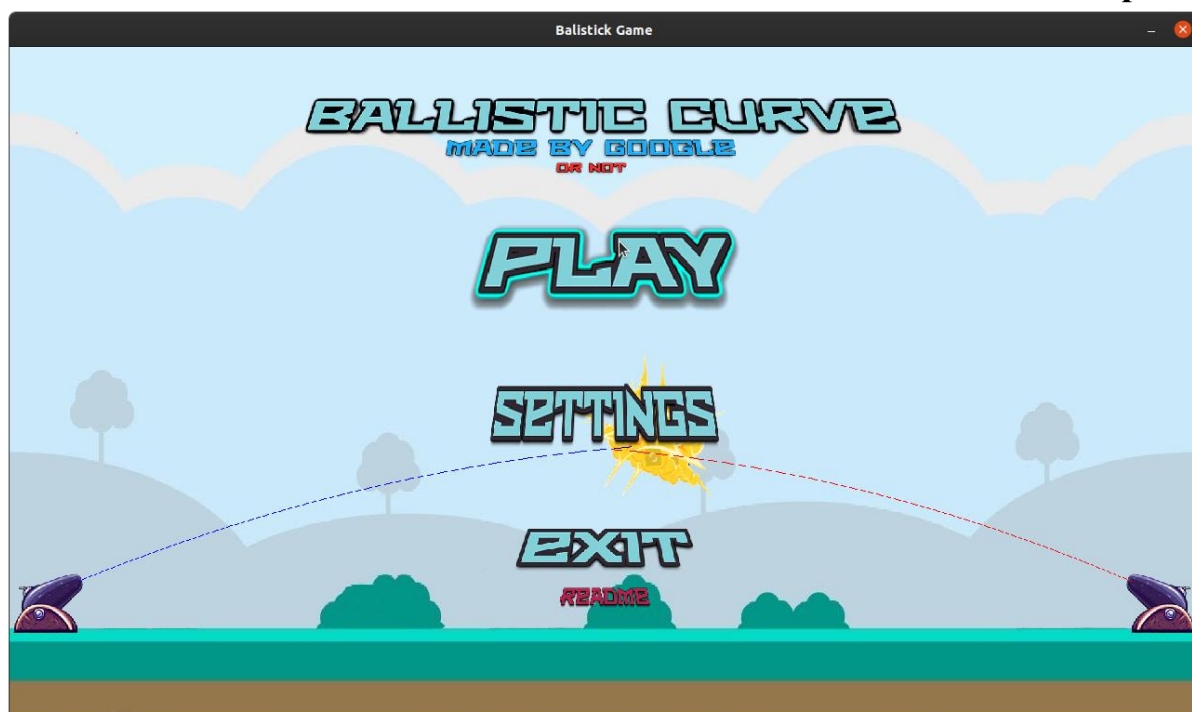 Balistick Game
BALLISTIC CURVE
MADE BY GOOGLE
OR NOT
PLAY
SETTINGS
EXIT
README